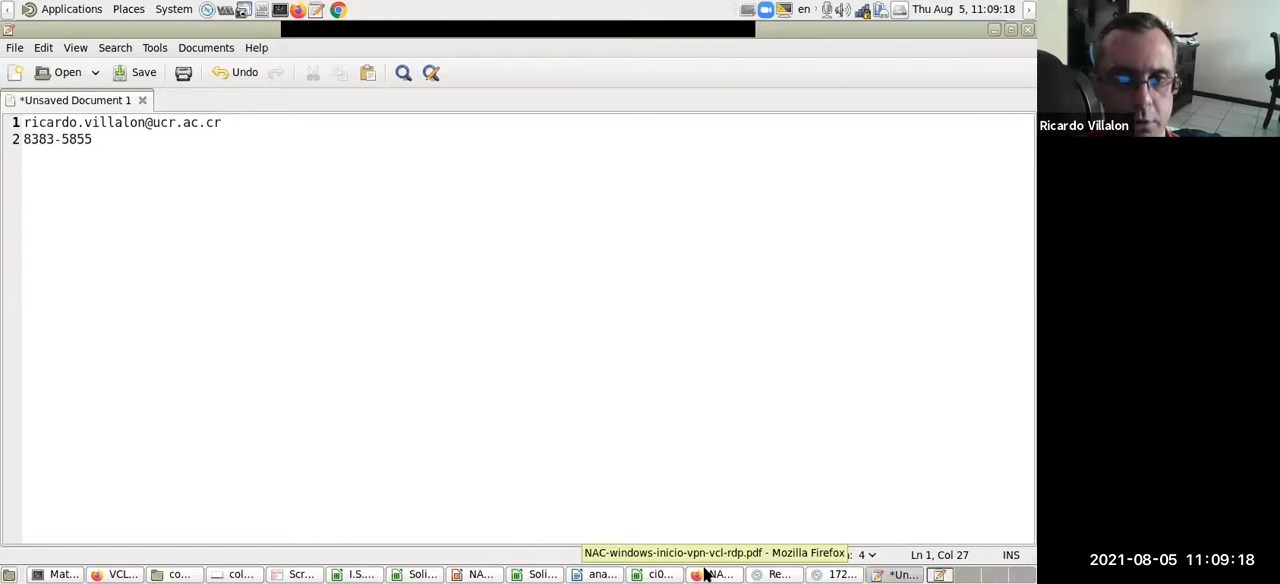 Applications Places System en Thu Aug 5, 11:09:18
File Edit View Search Tools Documents Help
Open Save Undo
*Unsaved Document 1
1 ricardo.villalon@ucr.ac.cr
2 8383-5855
Ricardo Villalon
NAC-windows-inicio-vpn-vcl-rdp.pdf - Mozilla Firefox
: 4 Ln 1, Col 27 INS
2021-08-05 11:09:18
Mat... VCL... co... col... Scr... I.S.... Soli... NA... Soli... ana... ci0... NA... Re... 172... *Un...